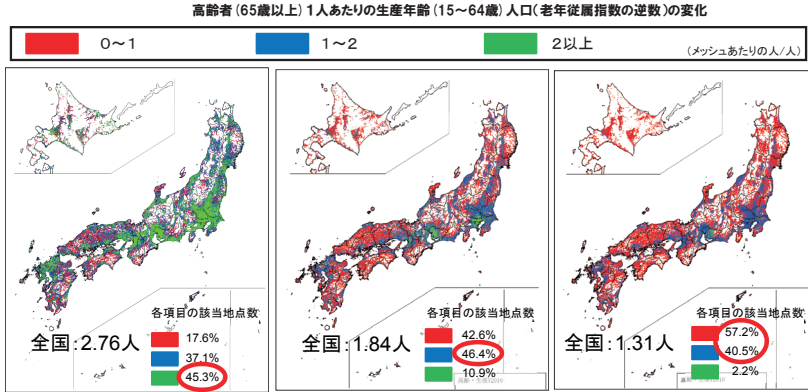 高齢者(65歳以上)1人あたりの生産年齢(15～64歳)人口(老年従属指数の逆数)の変化
0～1 1～2 2以上 (メッシュあたりの人/人)
各項目の該当地点数
全国:2.76人
17.6%
37.1%
45.3%
各項目の該当地点数
全国:1.84人
42.6%
46.4%
10.9%
各項目の該当地点数
全国:1.31人
57.2%
40.5%
2.2%